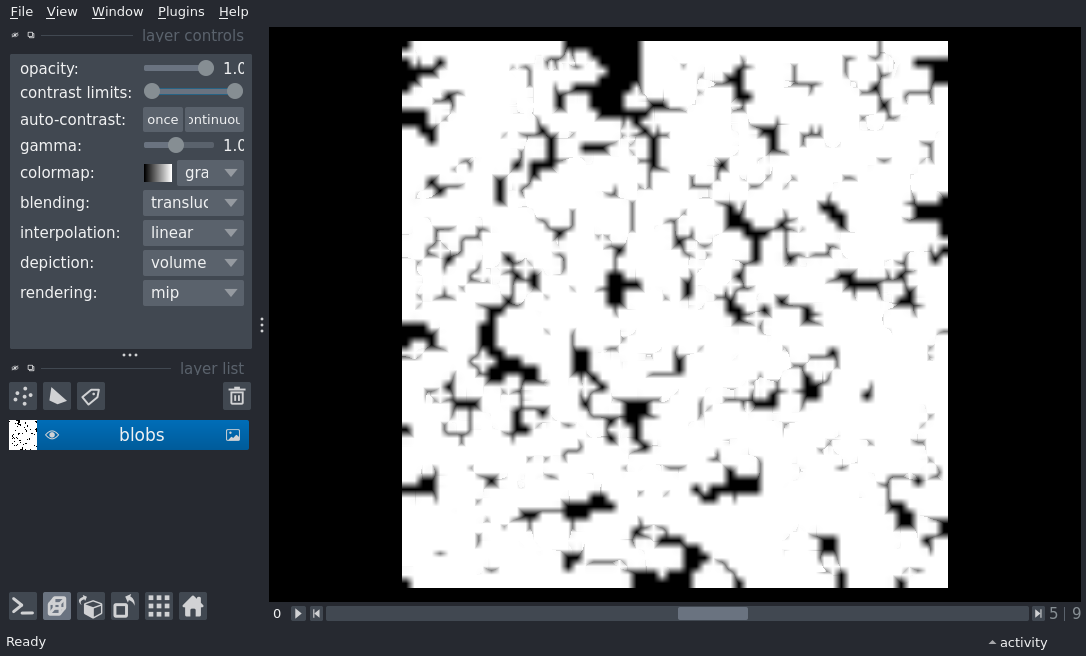 File View Window Plugins Help
layer controls
opacity: 1.0
contrast limits:
auto-contrast: once ontinuou
gamma: 1.0
colormap: gra
blending: transluc
interpolation: linear
depiction: volume
rendering: mip
layer list
blobs
0 5 | 9
Ready activity